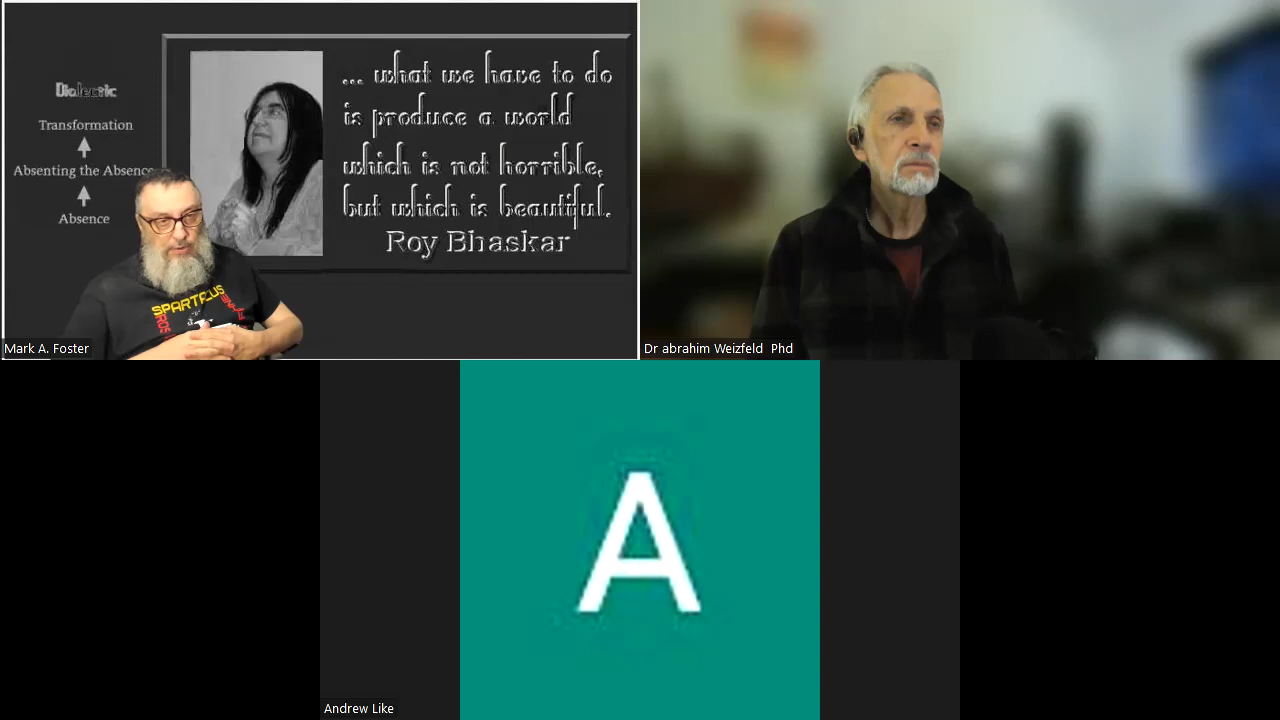 Dialectic
Transformation
Absenting the Absence
Absence
... what we have to do
is produce a world
which is not horrible,
but which is beautiful.
Roy Bhaskar
SPARTACUS
Mark A. Foster
Dr abrahim Weizfeld Phd
A
Andrew Like